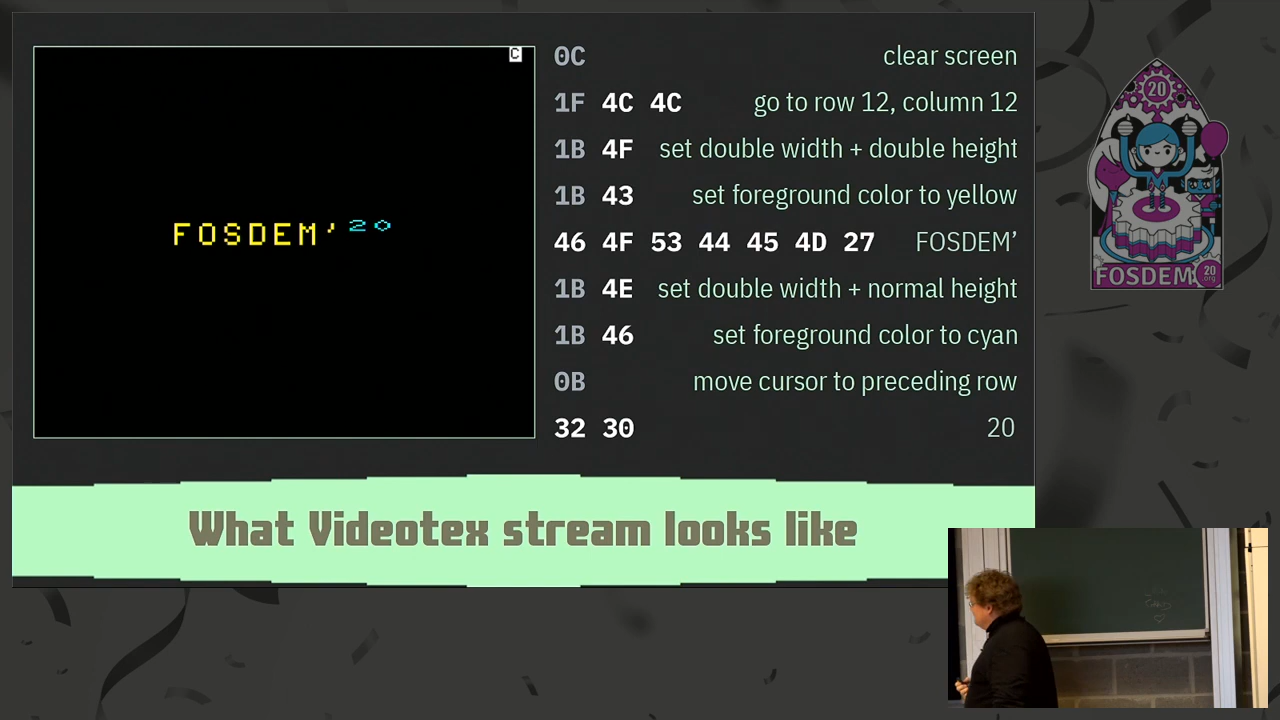 C
FOSDEM’20
0C clear screen
1F 4C 4C go to row 12, column 12
1B 4F set double width + double height
1B 43 set foreground color to yellow
46 4F 53 44 45 4D 27 FOSDEM’
1B 4E set double width + normal height
1B 46 set foreground color to cyan
0B move cursor to preceding row
32 30 20
What Videotex stream looks like
20
FOSDEM
20
.org